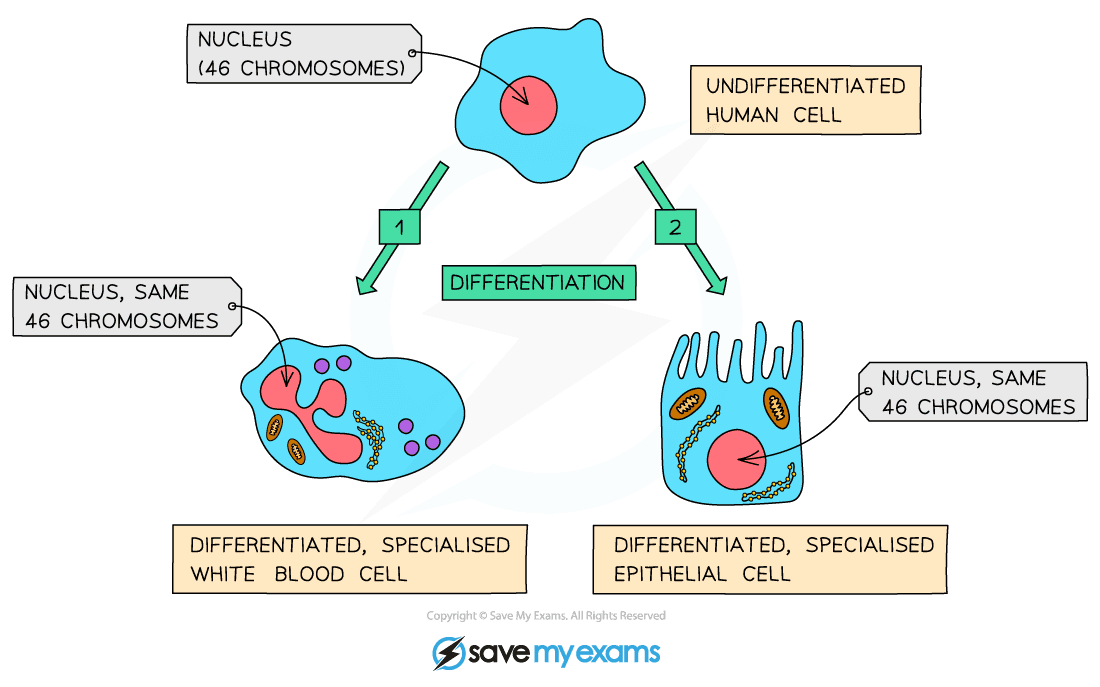 NUCLEUS
(46 CHROMOSOMES)
UNDIFFERENTIATED
HUMAN CELL
1
2
DIFFERENTIATION
NUCLEUS, SAME
46 CHROMOSOMES
NUCLEUS, SAME
46 CHROMOSOMES
DIFFERENTIATED, SPECIALISED
WHITE BLOOD CELL
DIFFERENTIATED, SPECIALISED
EPITHELIAL CELL
Copyright © Save My Exams. All Rights Reserved
save my exams